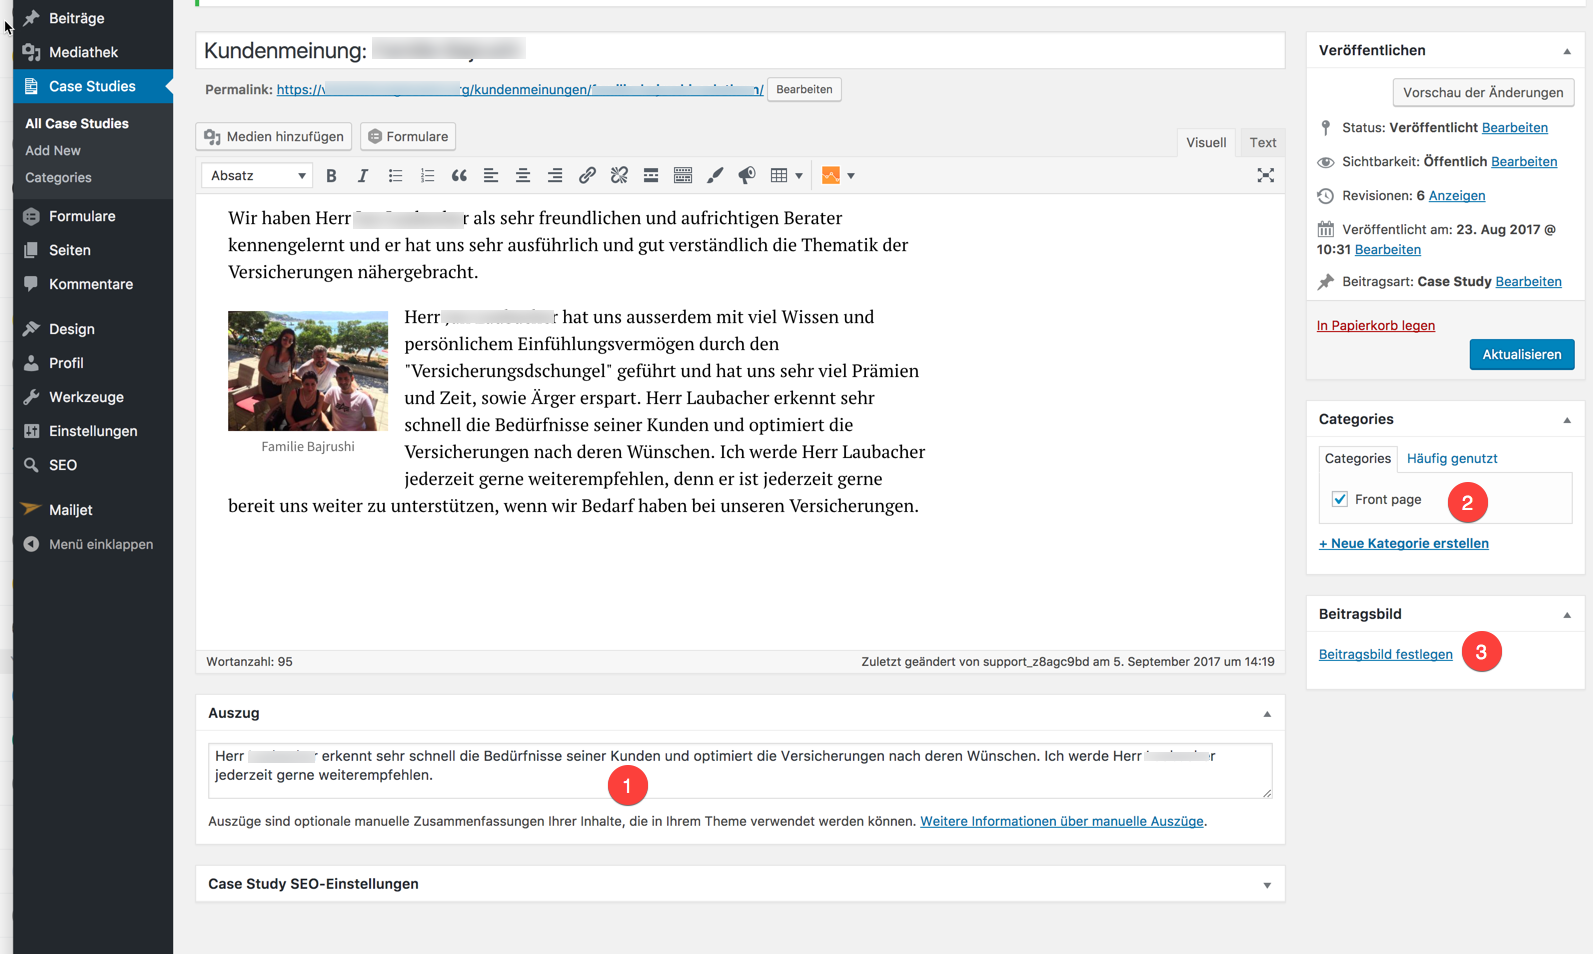 Beiträge
Mediathek
Case Studies
All Case Studies
Add New
Categories
Formulare
Seiten
Kommentare
Design
Profil
Werkzeuge
Einstellungen
SEO
Mailjet
Menü einklappen
Kundenmeinung:
Permalink: https:// rg/kundenmeinungen/ / Bearbeiten
Medien hinzufügen Formulare
Visuell Text
Absatz
Wir haben Herr als sehr freundlichen und aufrichtigen Berater
kennengelernt und er hat uns sehr ausführlich und gut verständlich die Thematik der
Versicherungen nähergebracht.
Herr hat uns ausserdem mit viel Wissen und
persönlichem Einfühlungsvermögen durch den
"Versicherungsdschungel" geführt und hat uns sehr viel Prämien
und Zeit, sowie Ärger erspart. Herr Laubacher erkennt sehr
schnell die Bedürfnisse seiner Kunden und optimiert die
Versicherungen nach deren Wünschen. Ich werde Herr Laubacher
jederzeit gerne weiterempfehlen, denn er ist jederzeit gerne
bereit uns weiter zu unterstützen, wenn wir Bedarf haben bei unseren Versicherungen.
Familie Bajrushi
Wortanzahl: 95
Zuletzt geändert von support_z8agc9bd am 5. September 2017 um 14:19
Auszug
Herr erkennt sehr schnell die Bedürfnisse seiner Kunden und optimiert die Versicherungen nach deren Wünschen. Ich werde Herr
jederzeit gerne weiterempfehlen.
1
Auszüge sind optionale manuelle Zusammenfassungen Ihrer Inhalte, die in Ihrem Theme verwendet werden können. Weitere Informationen über manuelle Auszüge.
Case Study SEO-Einstellungen
Veröffentlichen
Vorschau der Änderungen
Status: Veröffentlicht Bearbeiten
Sichtbarkeit: Öffentlich Bearbeiten
Revisionen: 6 Anzeigen
Veröffentlicht am: 23. Aug 2017 @
10:31 Bearbeiten
Beitragsart: Case Study Bearbeiten
In Papierkorb legen
Aktualisieren
Categories
Categories Häufig genutzt
Front page
2
+ Neue Kategorie erstellen
Beitragsbild
Beitragsbild festlegen
3